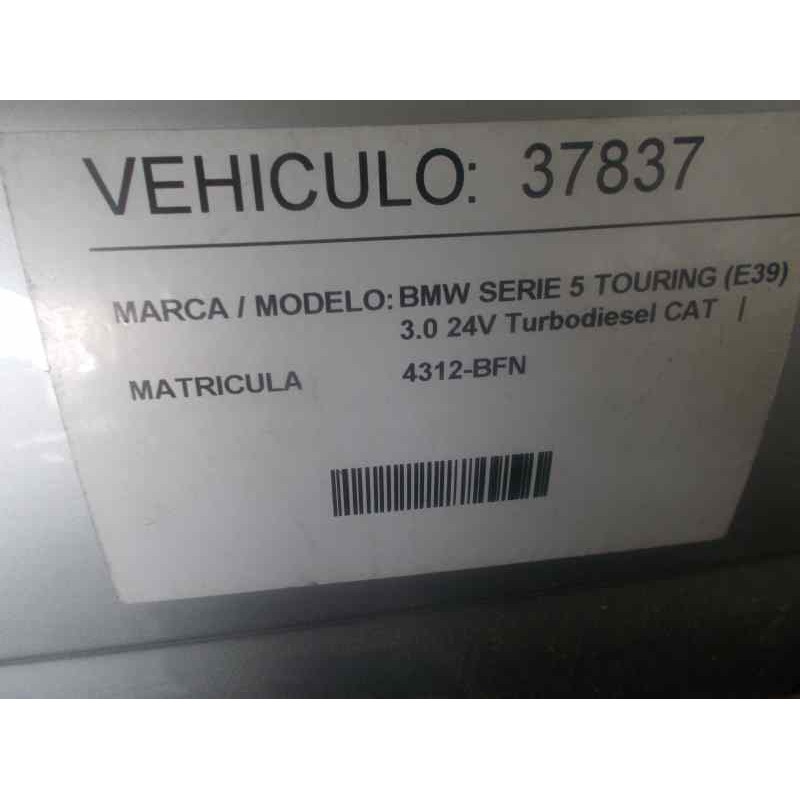 VEHICULO: 37837
MARCA / MODELO: BMW SERIE 5 TOURING (E39)
3.0 24V Turbodiesel CAT |
MATRICULA 4312-BFN